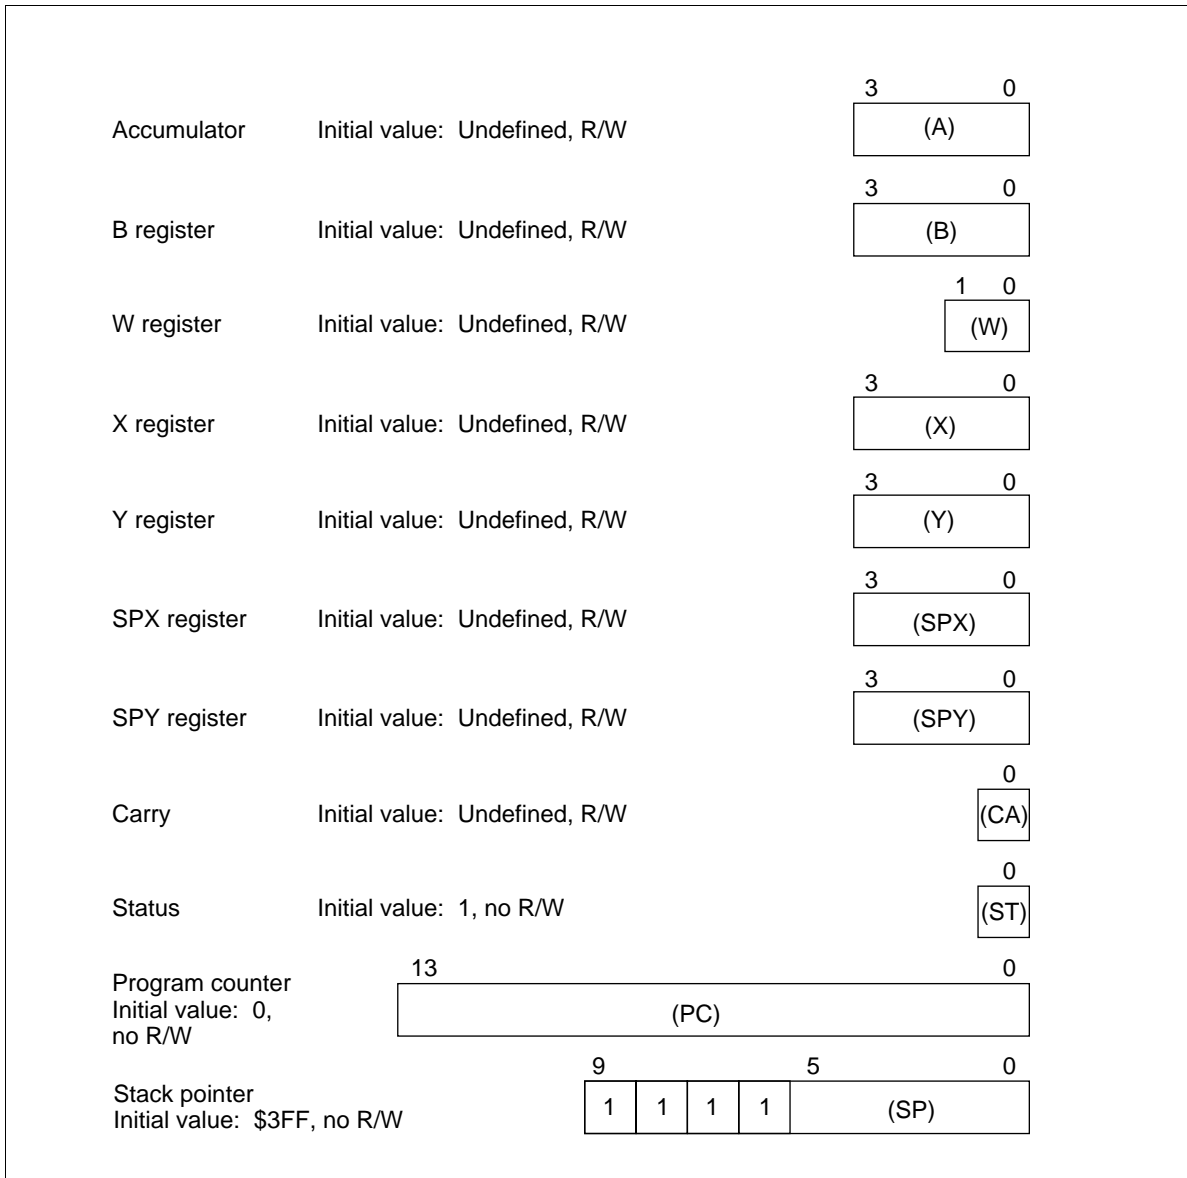 3 0
Accumulator Initial value: Undefined, R/W (A)
3 0
B register Initial value: Undefined, R/W (B)
1 0
W register Initial value: Undefined, R/W (W)
3 0
X register Initial value: Undefined, R/W (X)
3 0
Y register Initial value: Undefined, R/W (Y)
3 0
SPX register Initial value: Undefined, R/W (SPX)
3 0
SPY register Initial value: Undefined, R/W (SPY)
0
Carry Initial value: Undefined, R/W (CA)
0
Status Initial value: 1, no R/W (ST)
13 0
Program counter
Initial value: 0, (PC)
no R/W
9 5 0
Stack pointer
1 1 1 1 (SP)
Initial value: $3FF, no R/W